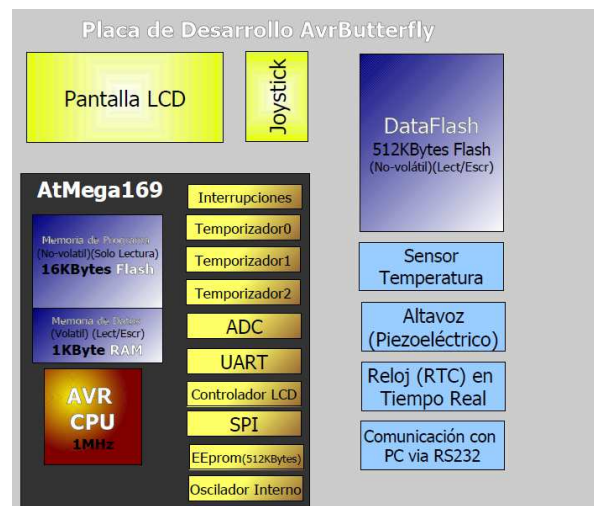 Placa de Desarrollo AvrButterfly
Pantalla LCD
Joystick
DataFlash
512KBytes Flash
(No-volátil)(Lect/Escr)
AtMega169
Memoria de Programa
(No-volatil)(Solo Lectura)
16KBytes Flash
Memoria de Datos
(Volatil) (Lect/Escr)
1KByte RAM
AVR
CPU
1MHz
Interrupciones
Temporizador0
Temporizador1
Temporizador2
ADC
UART
Controlador LCD
SPI
EEprom(512KBytes)
Oscilador Interno
Sensor
Temperatura
Altavoz
(Piezoeléctrico)
Reloj (RTC) en
Tiempo Real
Comunicación con
PC via RS232